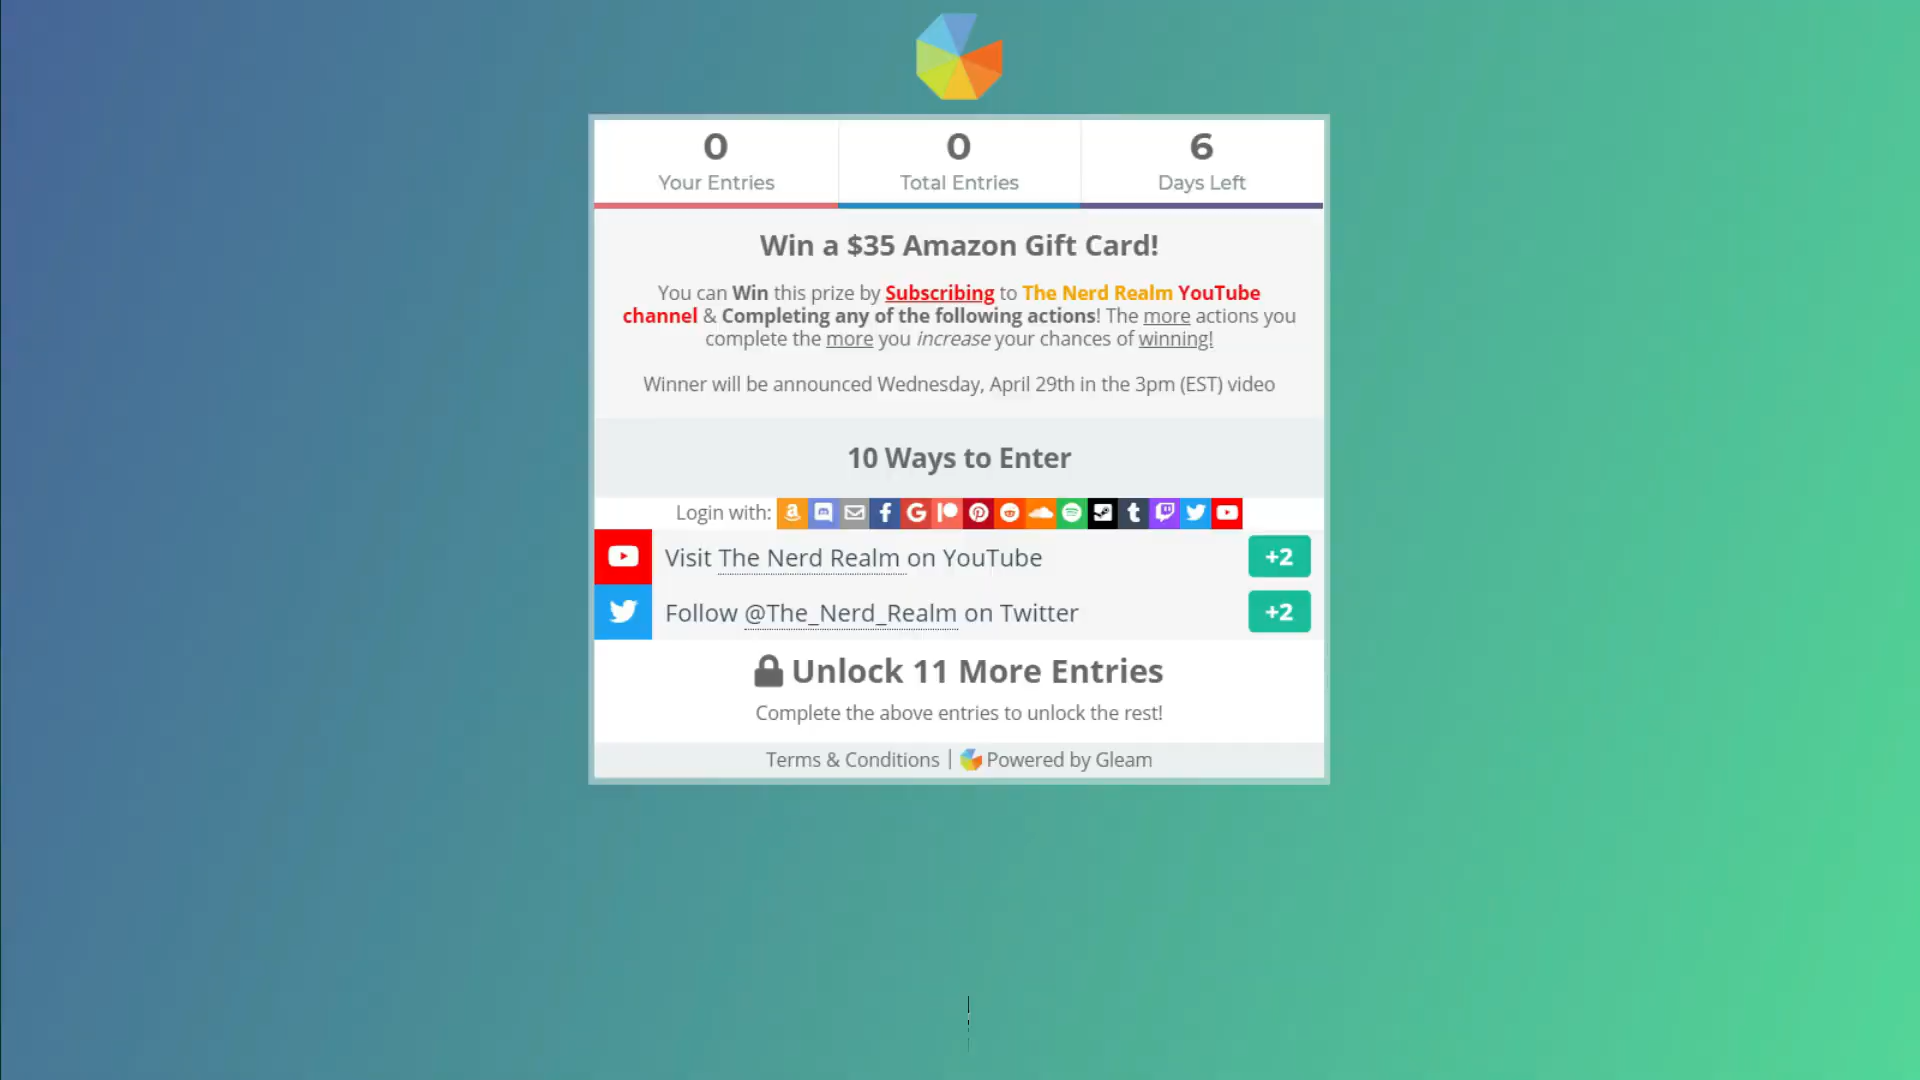 0
Your Entries
0
Total Entries
6
Days Left
Win a $35 Amazon Gift Card!
You can Win this prize by Subscribing to The Nerd Realm YouTube
channel & Completing any of the following actions! The more actions you
complete the more you increase your chances of winning!
Winner will be announced Wednesday, April 29th in the 3pm (EST) video
10 Ways to Enter
Login with:
Visit The Nerd Realm on YouTube +2
Follow @The_Nerd_Realm on Twitter +2
Unlock 11 More Entries
Complete the above entries to unlock the rest!
Terms & Conditions | Powered by Gleam